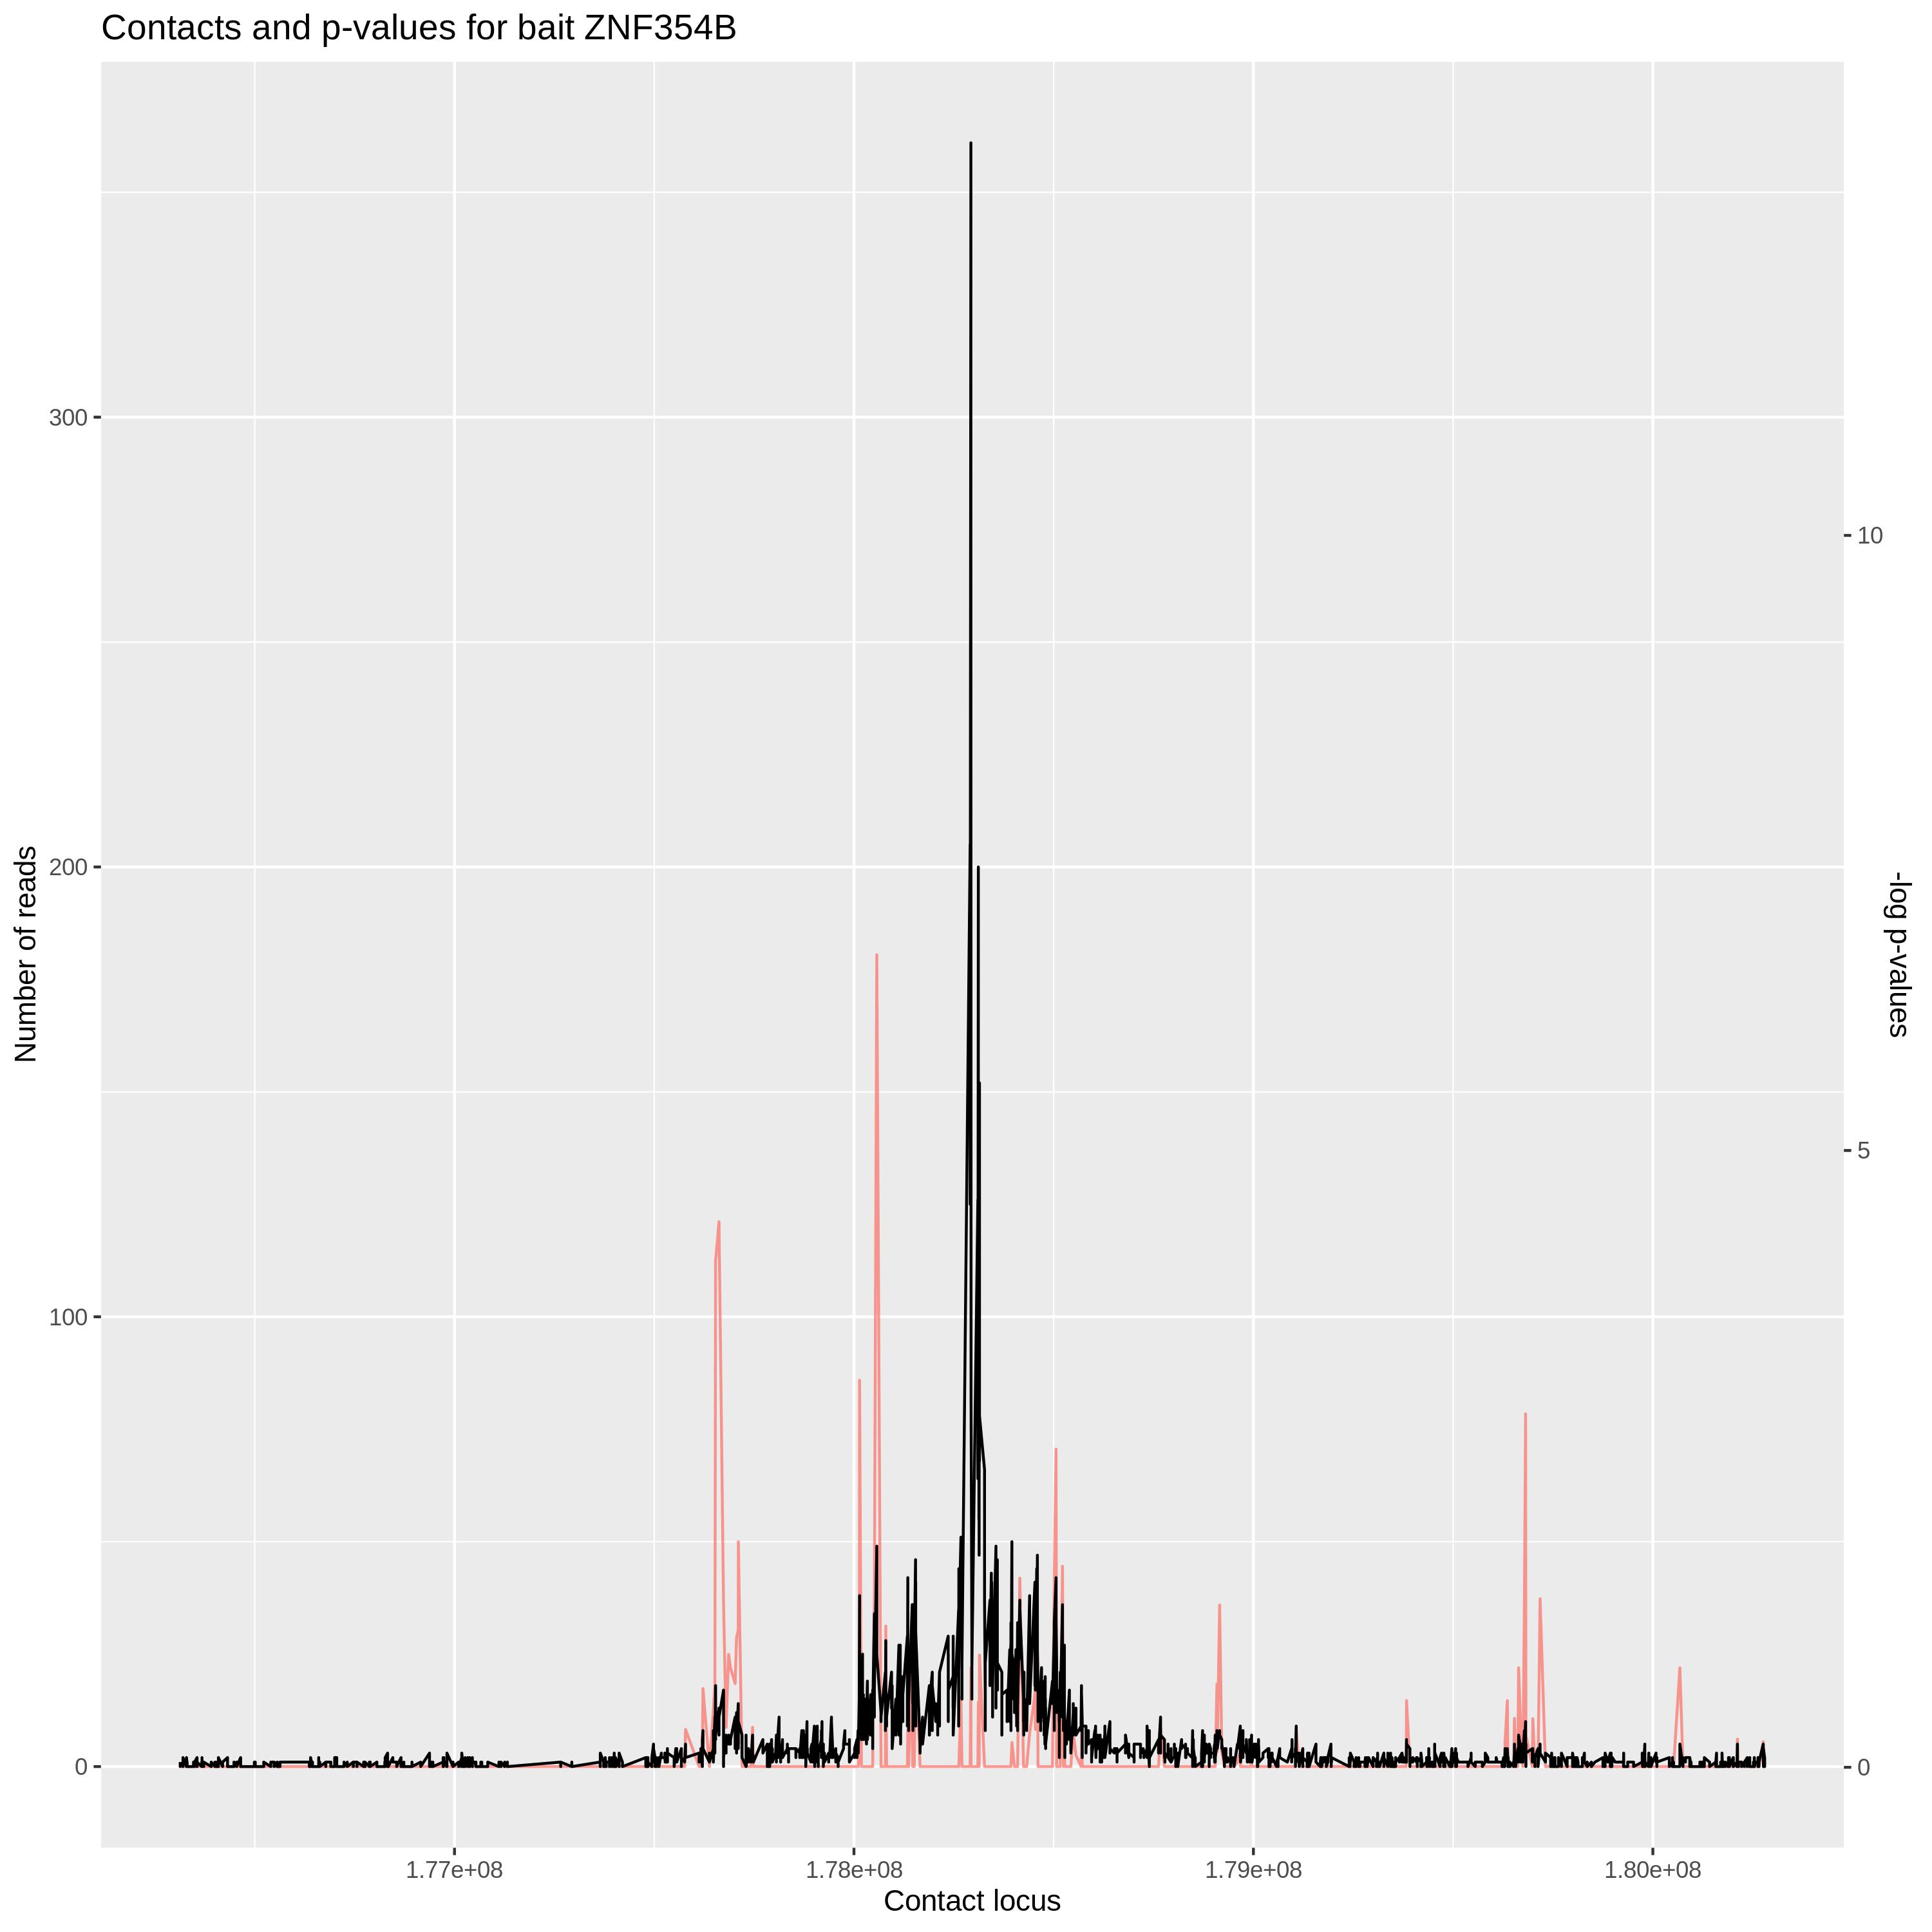 Contacts and p-values for bait ZNF354B
Number of reads
300
200
100
0
10
5
0
-log p-values
1.77e+08
1.78e+08
1.79e+08
1.80e+08
Contact locus